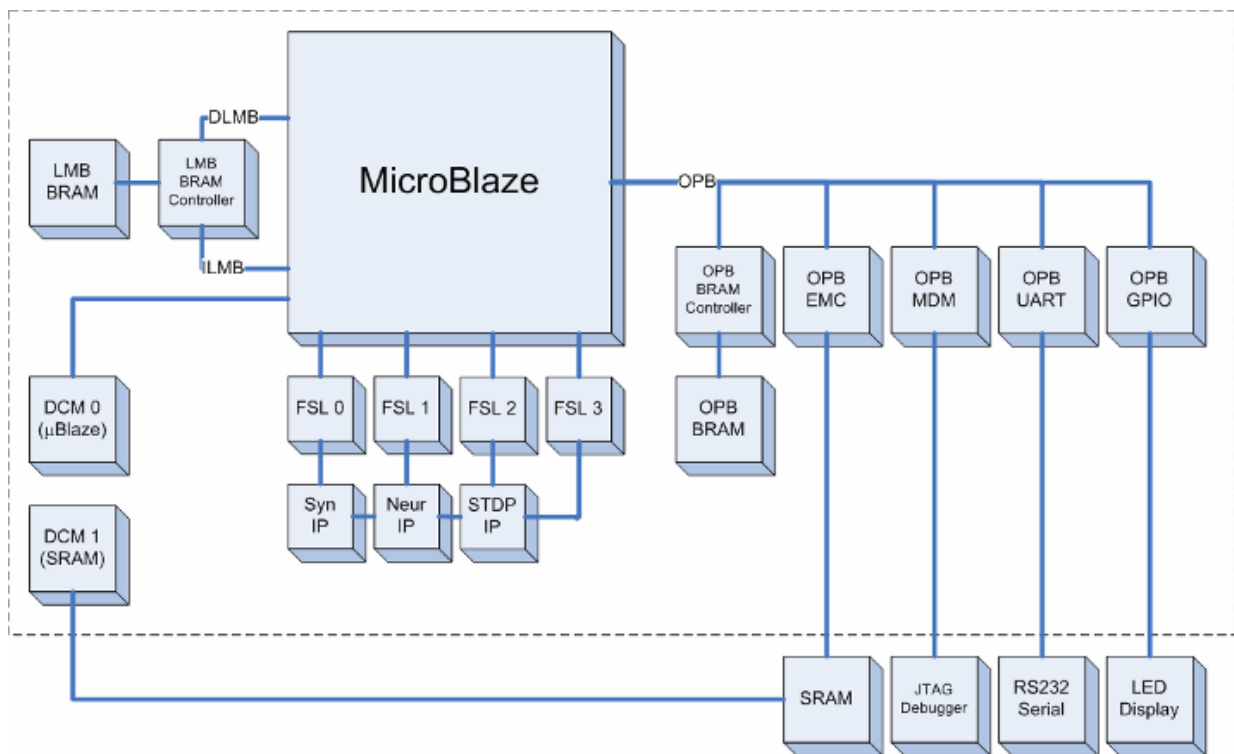 DLMB
LMB
BRAM
LMB
BRAM
Controller
MicroBlaze
OPB
ILMB
OPB
BRAM
Controller
OPB
EMC
OPB
MDM
OPB
UART
OPB
GPIO
DCM 0
(μBlaze)
FSL 0
FSL 1
FSL 2
FSL 3
OPB
BRAM
Syn
IP
Neur
IP
STDP
IP
DCM 1
(SRAM)
SRAM
JTAG
Debugger
RS232
Serial
LED
Display